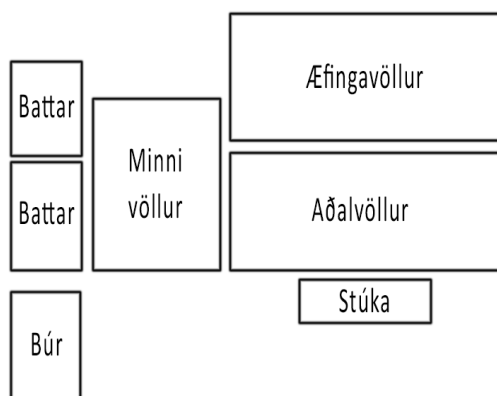 Æfingavöllur
Battar
Minni
völlur
Battar
Aðalvöllur
Stúka
Búr